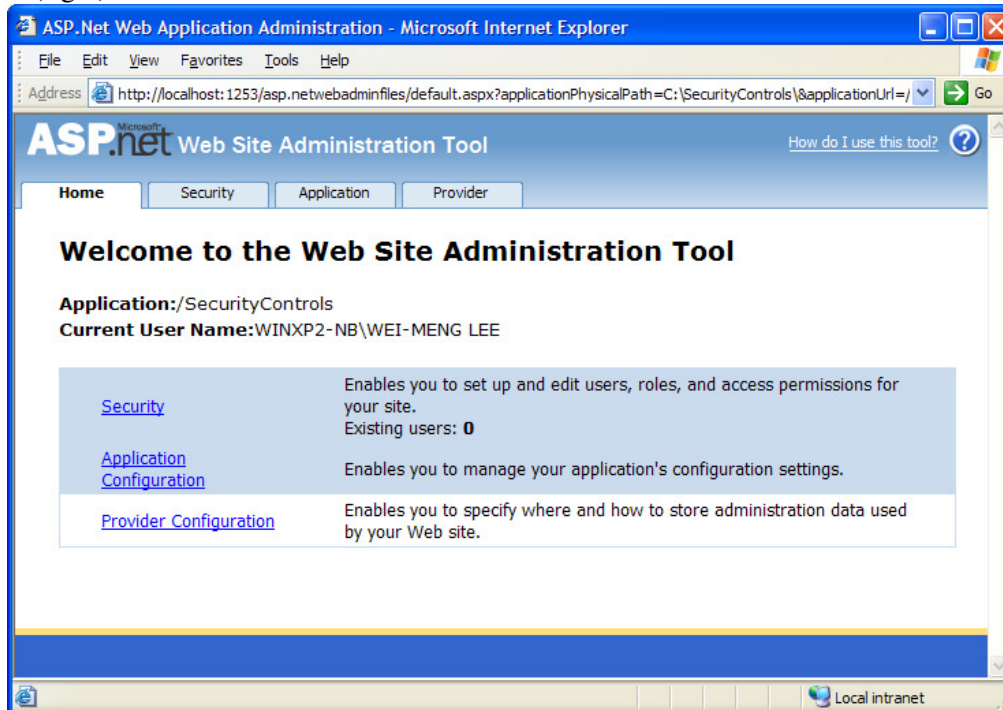 ASP.Net Web Application Administration - Microsoft Internet Explorer
File Edit View Favorites Tools Help
Address http://localhost:1253/asp.netwebadminfiles/default.aspx?applicationPhysicalPath=C:\SecurityControls\&applicationUrl=/ Go
Microsoft
ASP.net Web Site Administration Tool How do I use this tool? ?
Home Security Application Provider
Welcome to the Web Site Administration Tool
Application:/SecurityControls
Current User Name:WINXP2-NB\WEI-MENG LEE
Security
Enables you to set up and edit users, roles, and access permissions for
your site.
Existing users: 0
Application
Configuration
Enables you to manage your application's configuration settings.
Provider Configuration
Enables you to specify where and how to store administration data used
by your Web site.
Local intranet